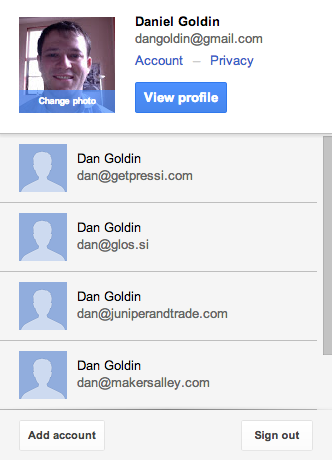 Daniel Goldin
dangoldin@gmail.com
Account – Privacy
Change photo
View profile
Dan Goldin
dan@getpressi.com
Dan Goldin
dan@glos.si
Dan Goldin
dan@juniperandtrade.com
Dan Goldin
dan@makersalley.com
Add account
Sign out